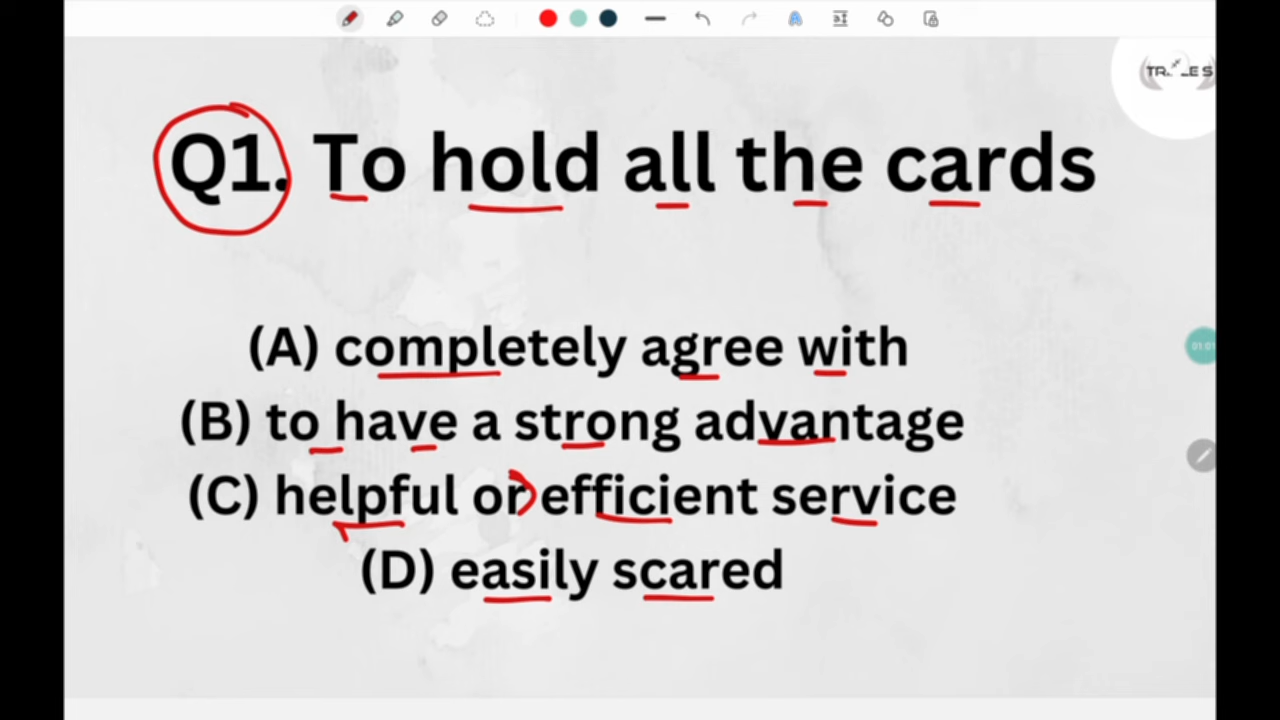 Q1. To hold all the cards
(A) completely agree with
(B) to have a strong advantage
(C) helpful or efficient service
(D) easily scared